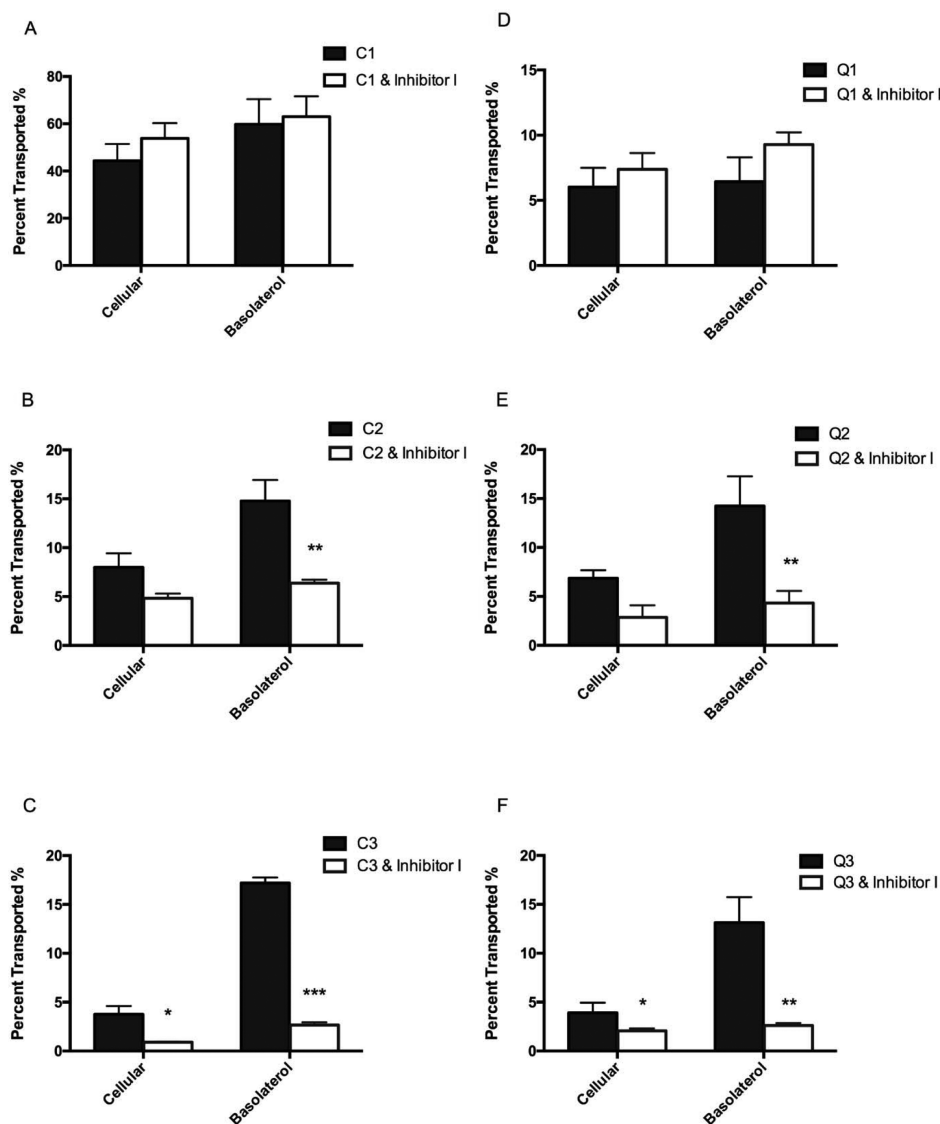 A
C1
C1 & Inhibitor I
Percent Transported %
80
60
40
20
0
Cellular
Basolaterol
D
Q1
Q1 & Inhibitor I
Percent Transported %
15
10
5
0
Cellular
Basolaterol
B
C2
C2 & Inhibitor I
Percent Transported %
20
15
10
5
0
**
Cellular
Basolaterol
E
Q2
Q2 & Inhibitor I
Percent Transported %
20
15
10
5
0
**
Cellular
Basolaterol
C
C3
C3 & Inhibitor I
Percent Transported %
20
15
10
5
0
*
***
Cellular
Basolaterol
F
Q3
Q3 & Inhibitor I
Percent Transported %
20
15
10
5
0
*
**
Cellular
Basolaterol